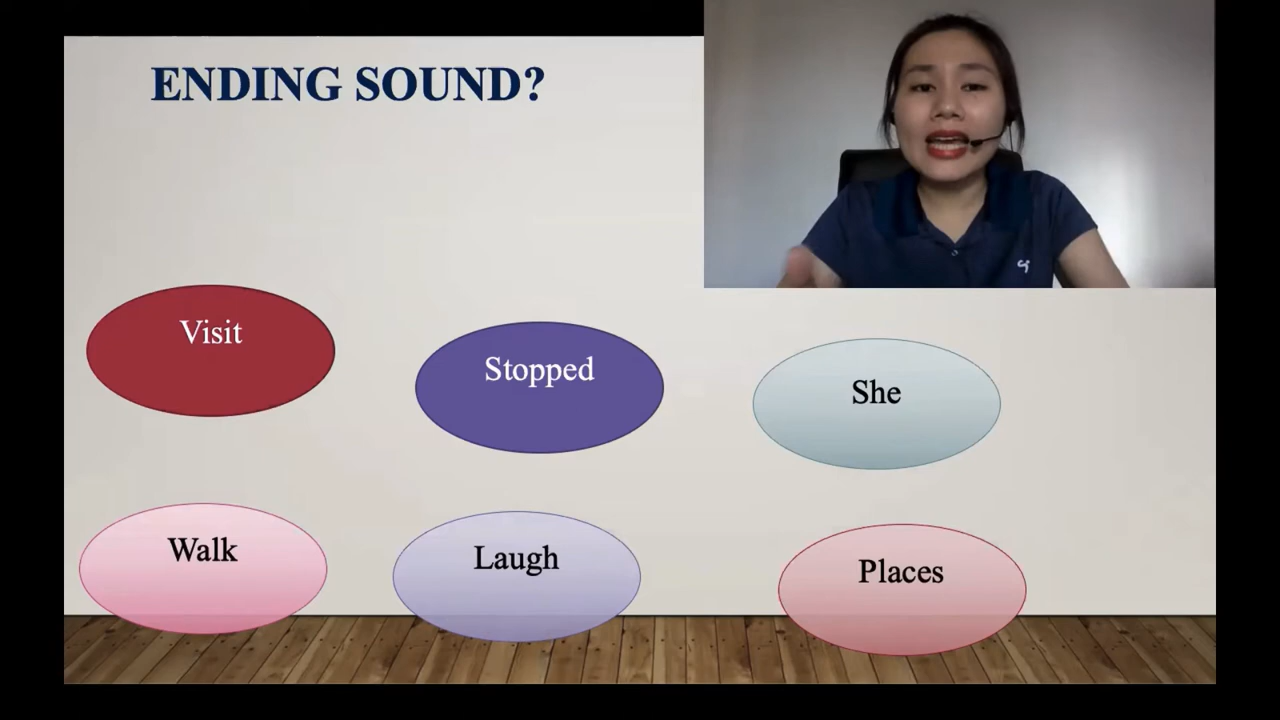 ENDING SOUND?
Visit
Stopped
She
Walk
Laugh
Places